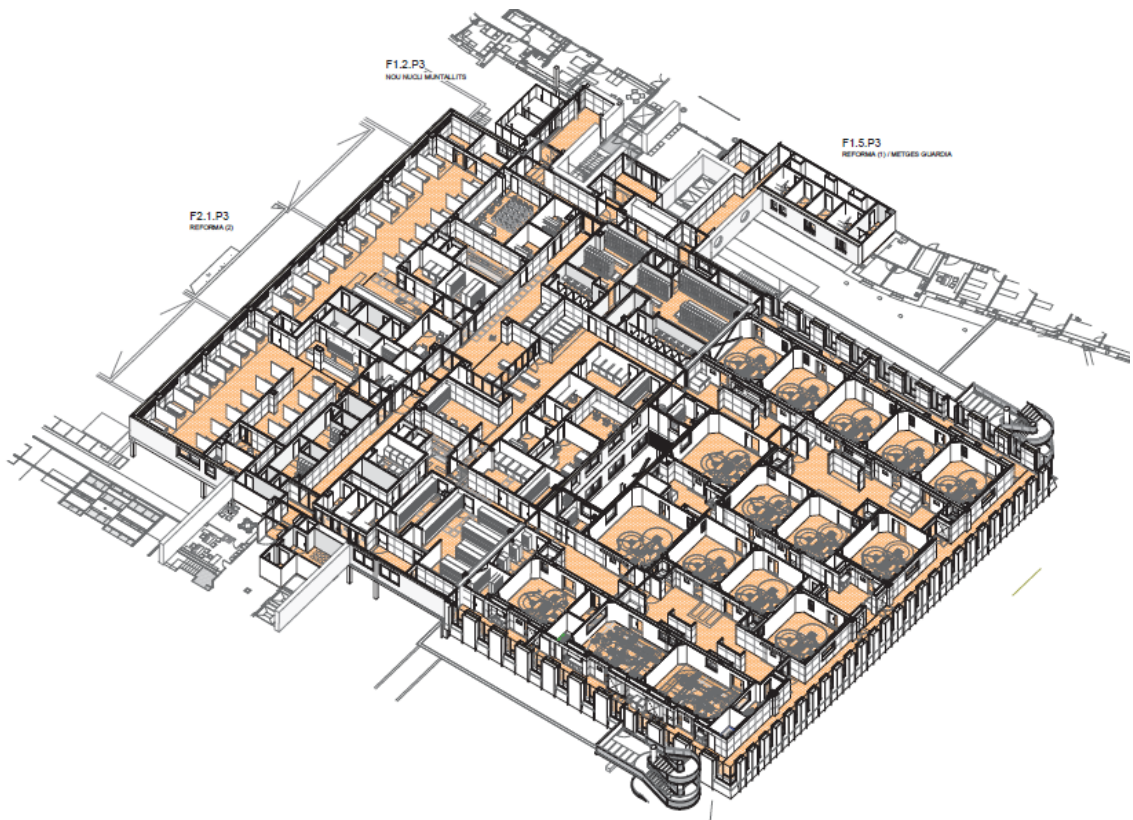 F1.2.P3
NOU NUCLI MUNTALLITS
F1.5.P3
REFORMA (1) / METGES GUARDIA
F2.1.P3
REFORMA (2)